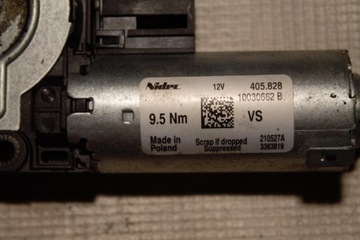 Nidec 12V 405.828
10030662 B
9.5 Nm VS
Made in Poland
Scrap if dropped
Suppressed
210527A
3363819